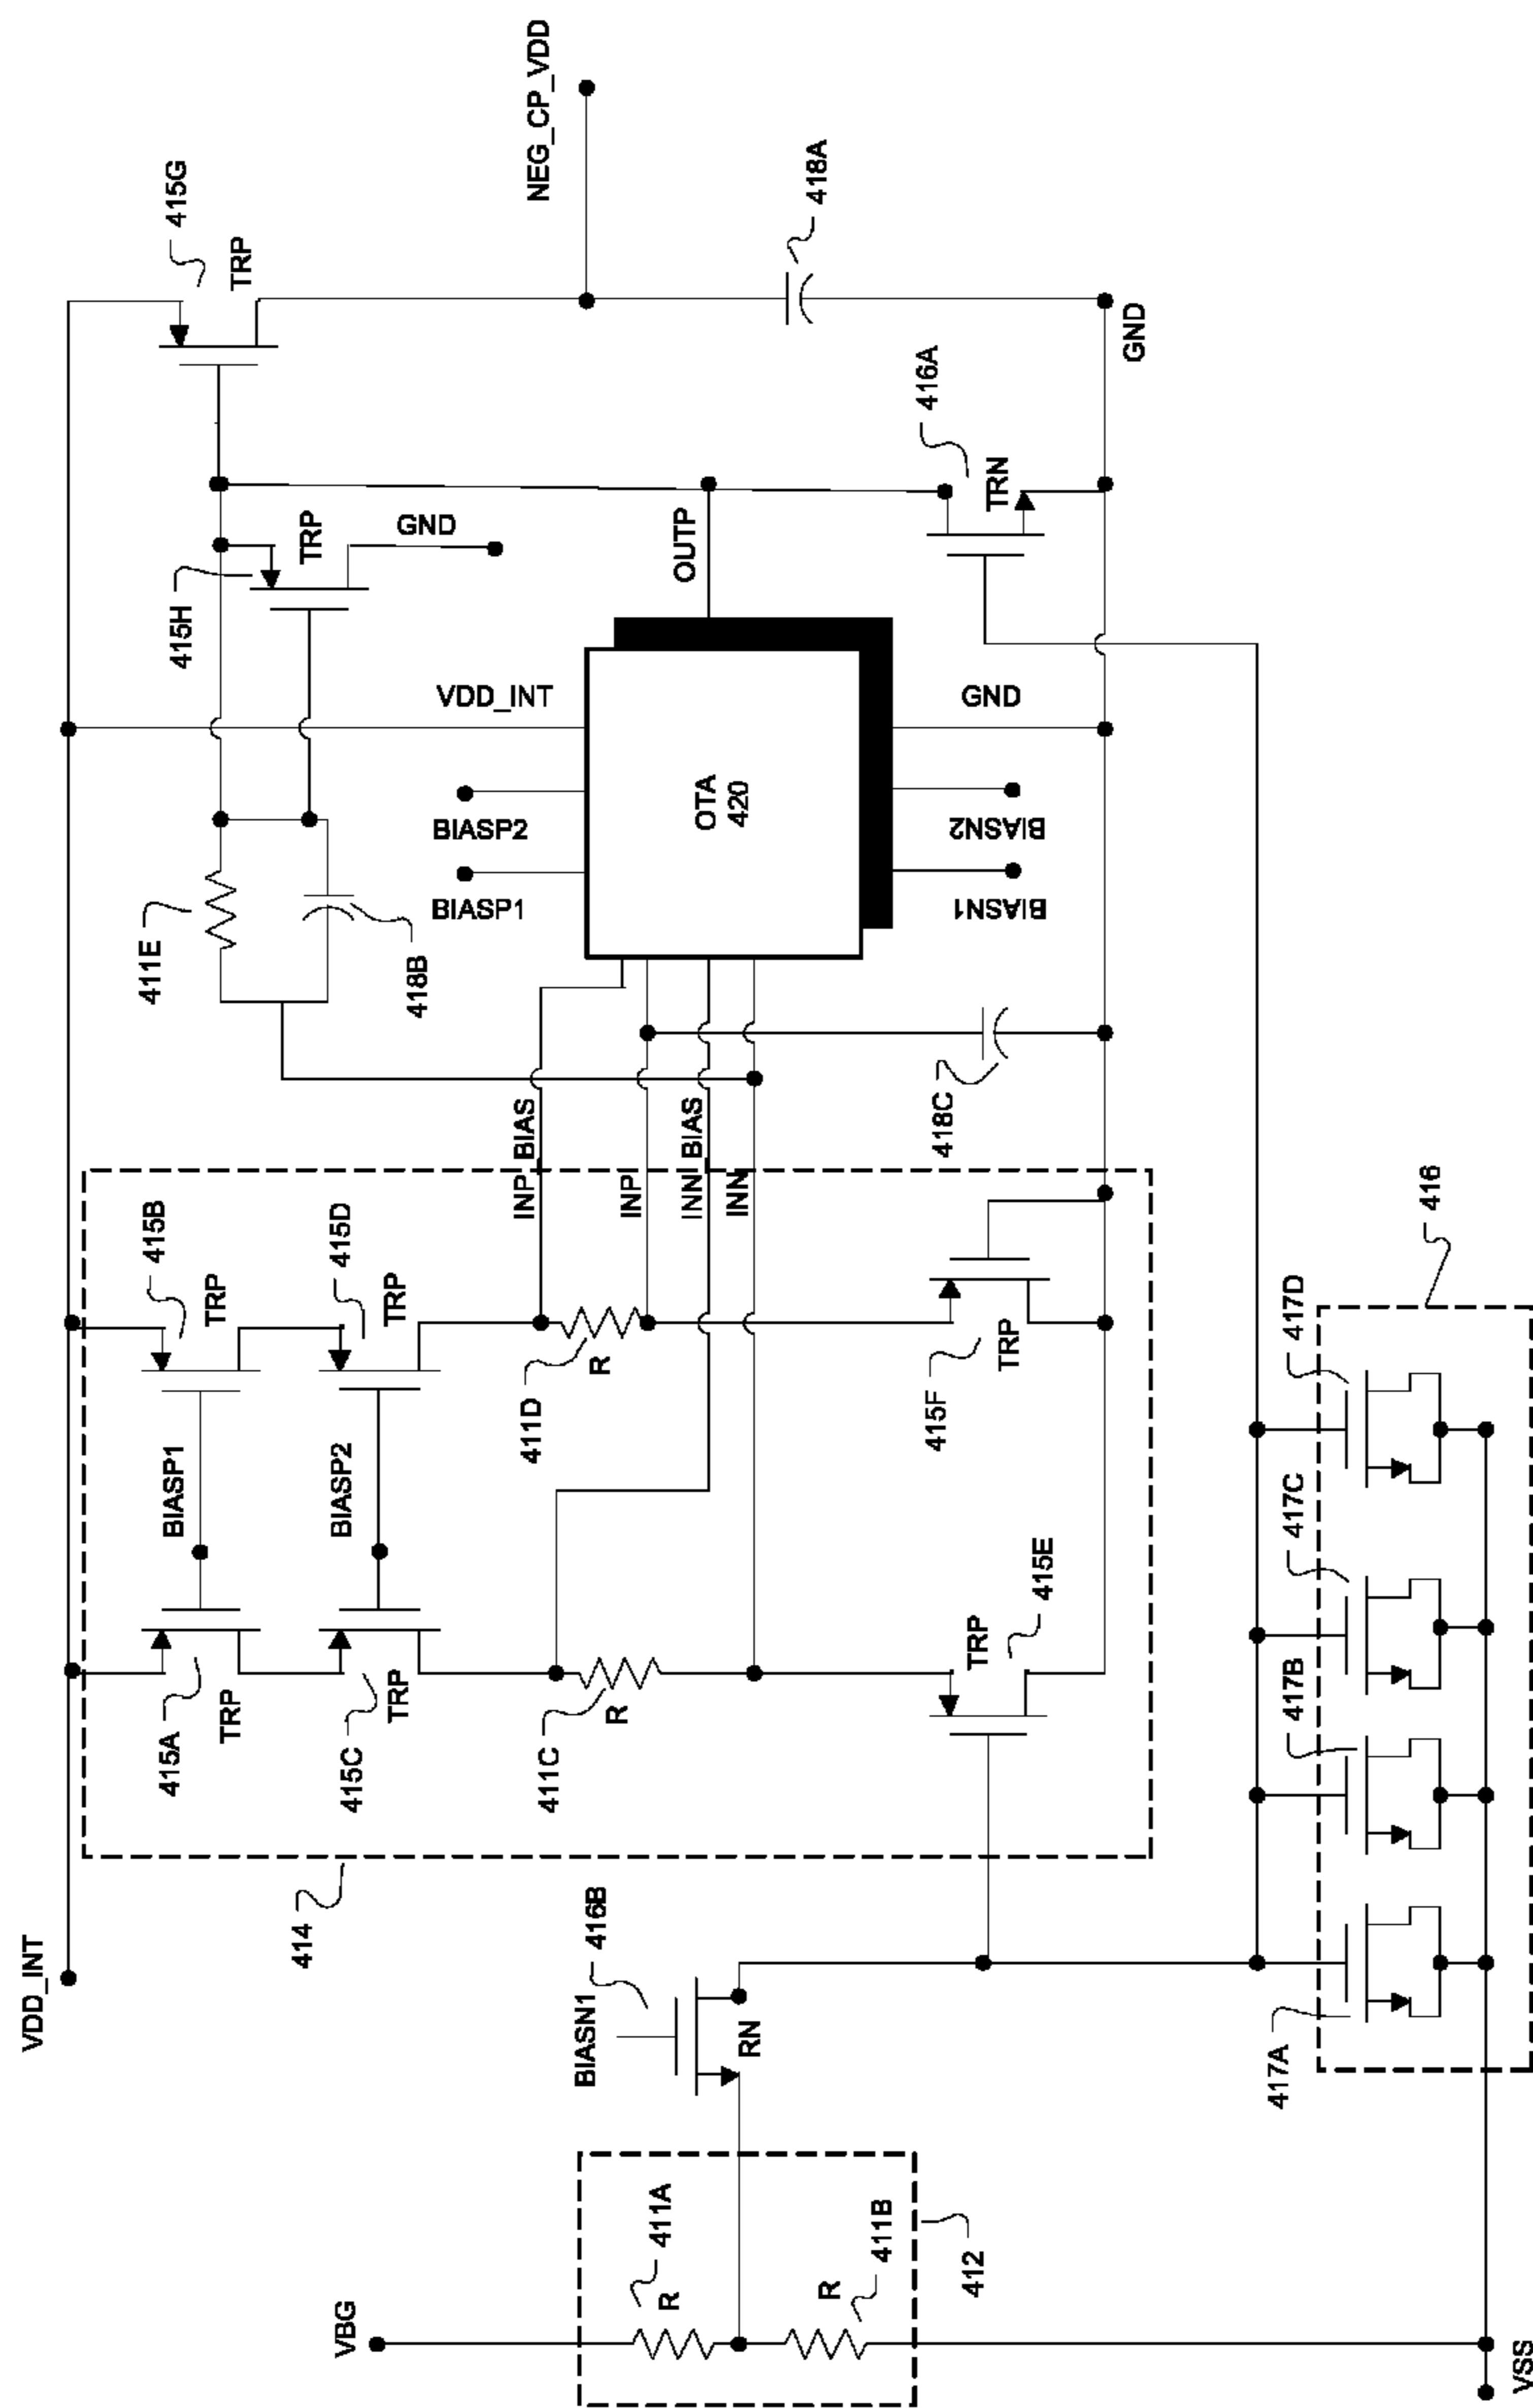 VDD_INT
VBG
VSS
411A
R
R
411B
412
BIASN1
416B
RN
414
415A
TRP
415C
TRP
411C
R
BIASP1
BIASP2
415B
TRP
415D
TRP
411D
R
TRP
415E
415F
TRP
INP_BIAS
INP
INN_BIAS
INN
417A
417B
417C
417D
416
411E
418B
418C
415H
TRP
GND
BIASP1
BIASP2
VDD_INT
OTA
420
BIASN1
BIASN2
GND
OUTP
415G
TRP
416A
TRN
NEG_CP_VDD
418A
GND